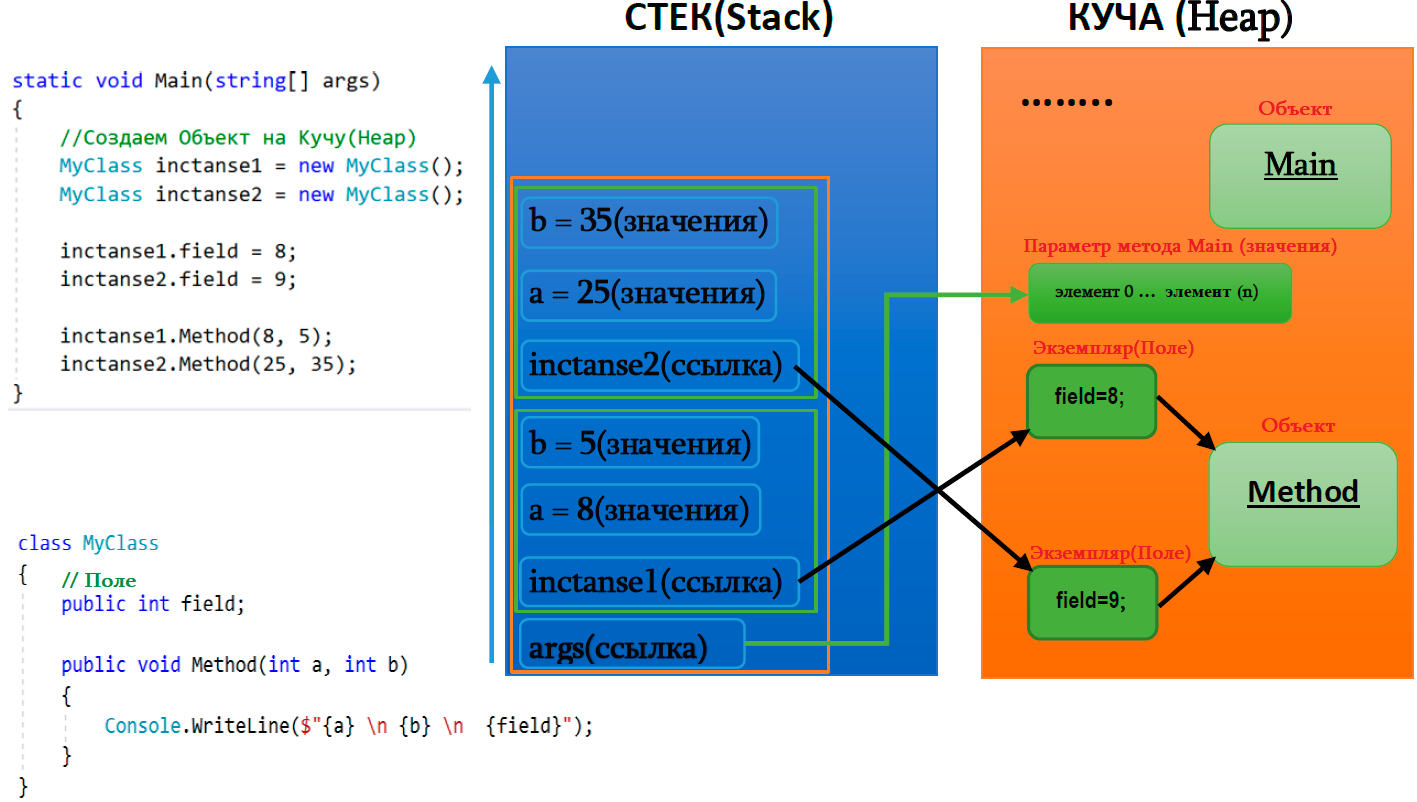 СТЕК(Stack)
КУЧА (Heap)
static void Main(string[] args)
{
//Создаем Объект на Кучу(Heap)
MyClass inctanse1 = new MyClass();
MyClass inctanse2 = new MyClass();
inctanse1.field = 8;
inctanse2.field = 9;
inctanse1.Method(8, 5);
inctanse2.Method(25, 35);
}
class MyClass
{
// Поле
public int field;
public void Method(int a, int b)
{
Console.WriteLine($"{a} \n {b} \n  {field}");
}
}
b = 35(значения)
a = 25(значения)
inctanse2(ссылка)
b = 5(значения)
a = 8(значения)
inctanse1(ссылка)
args(ссылка)
........
Объект
Main
Параметр метода Main (значения)
элемент 0 ... элемент (n)
Экземпляр(Поле)
field=8;
Объект
Method
Экземпляр(Поле)
field=9;